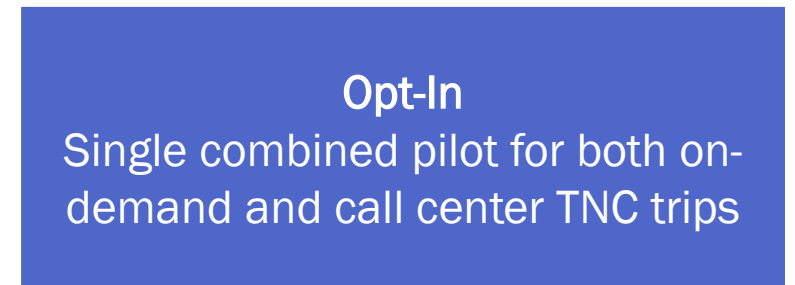 Opt-In
Single combined pilot for both on-
demand and call center TNC trips